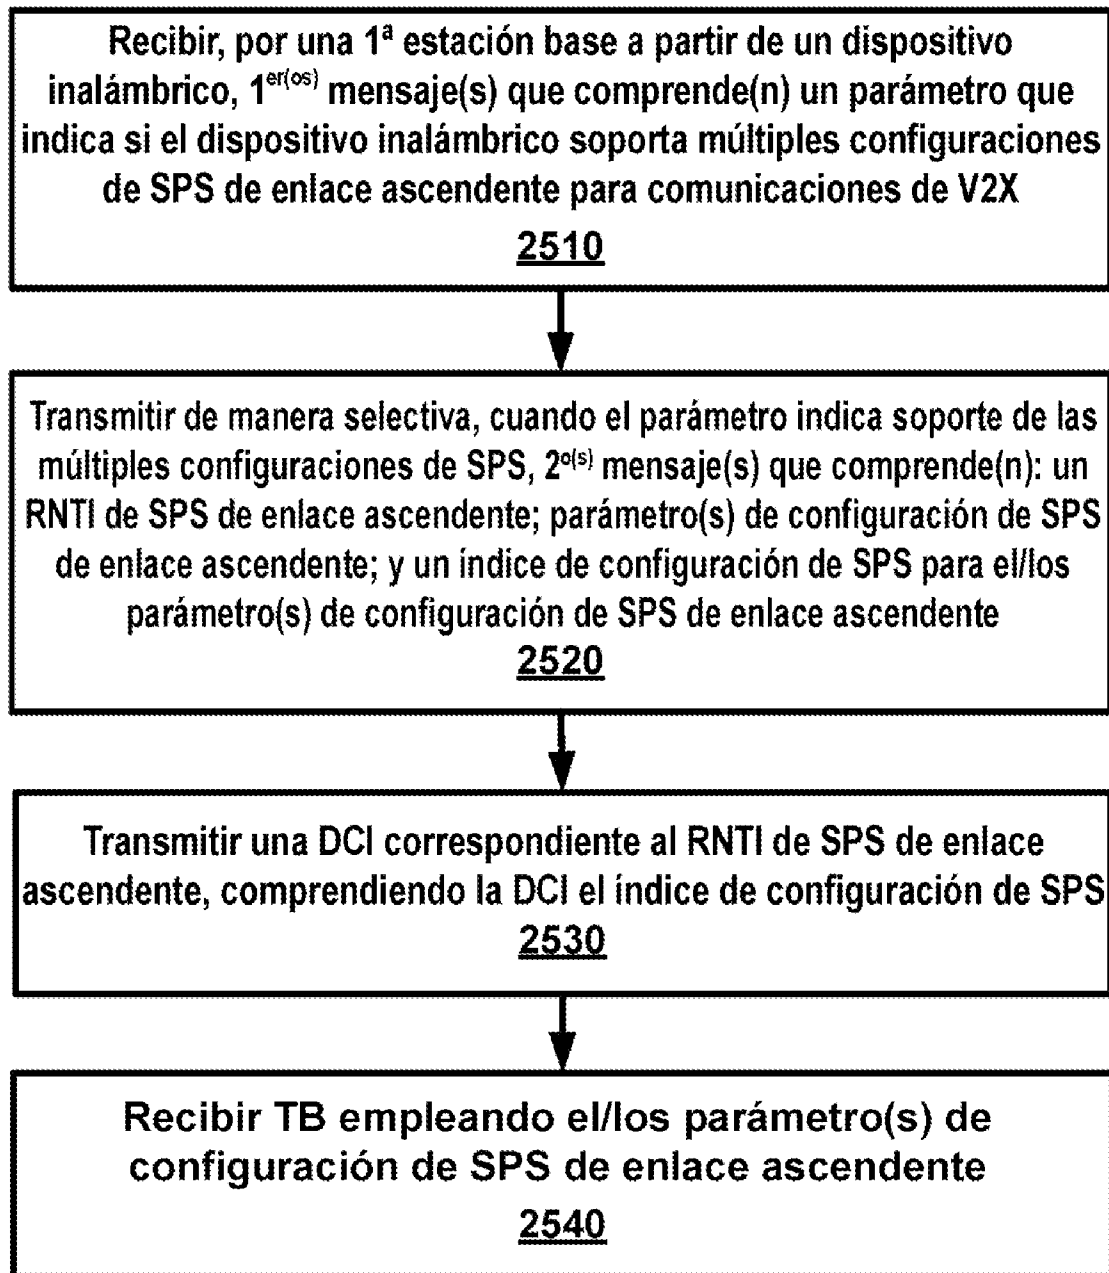 Recibir, por una 1ª estación base a partir de un dispositivo
inalámbrico, 1er(os) mensaje(s) que comprende(n) un parámetro que
indica si el dispositivo inalámbrico soporta múltiples configuraciones
de SPS de enlace ascendente para comunicaciones de V2X
2510
Transmitir de manera selectiva, cuando el parámetro indica soporte de las
múltiples configuraciones de SPS, 2o(s) mensaje(s) que comprende(n): un
RNTI de SPS de enlace ascendente; parámetro(s) de configuración de SPS
de enlace ascendente; y un índice de configuración de SPS para el/los
parámetro(s) de configuración de SPS de enlace ascendente
2520
Transmitir una DCI correspondiente al RNTI de SPS de enlace
ascendente, comprendiendo la DCI el índice de configuración de SPS
2530
Recibir TB empleando el/los parámetro(s) de
configuración de SPS de enlace ascendente
2540